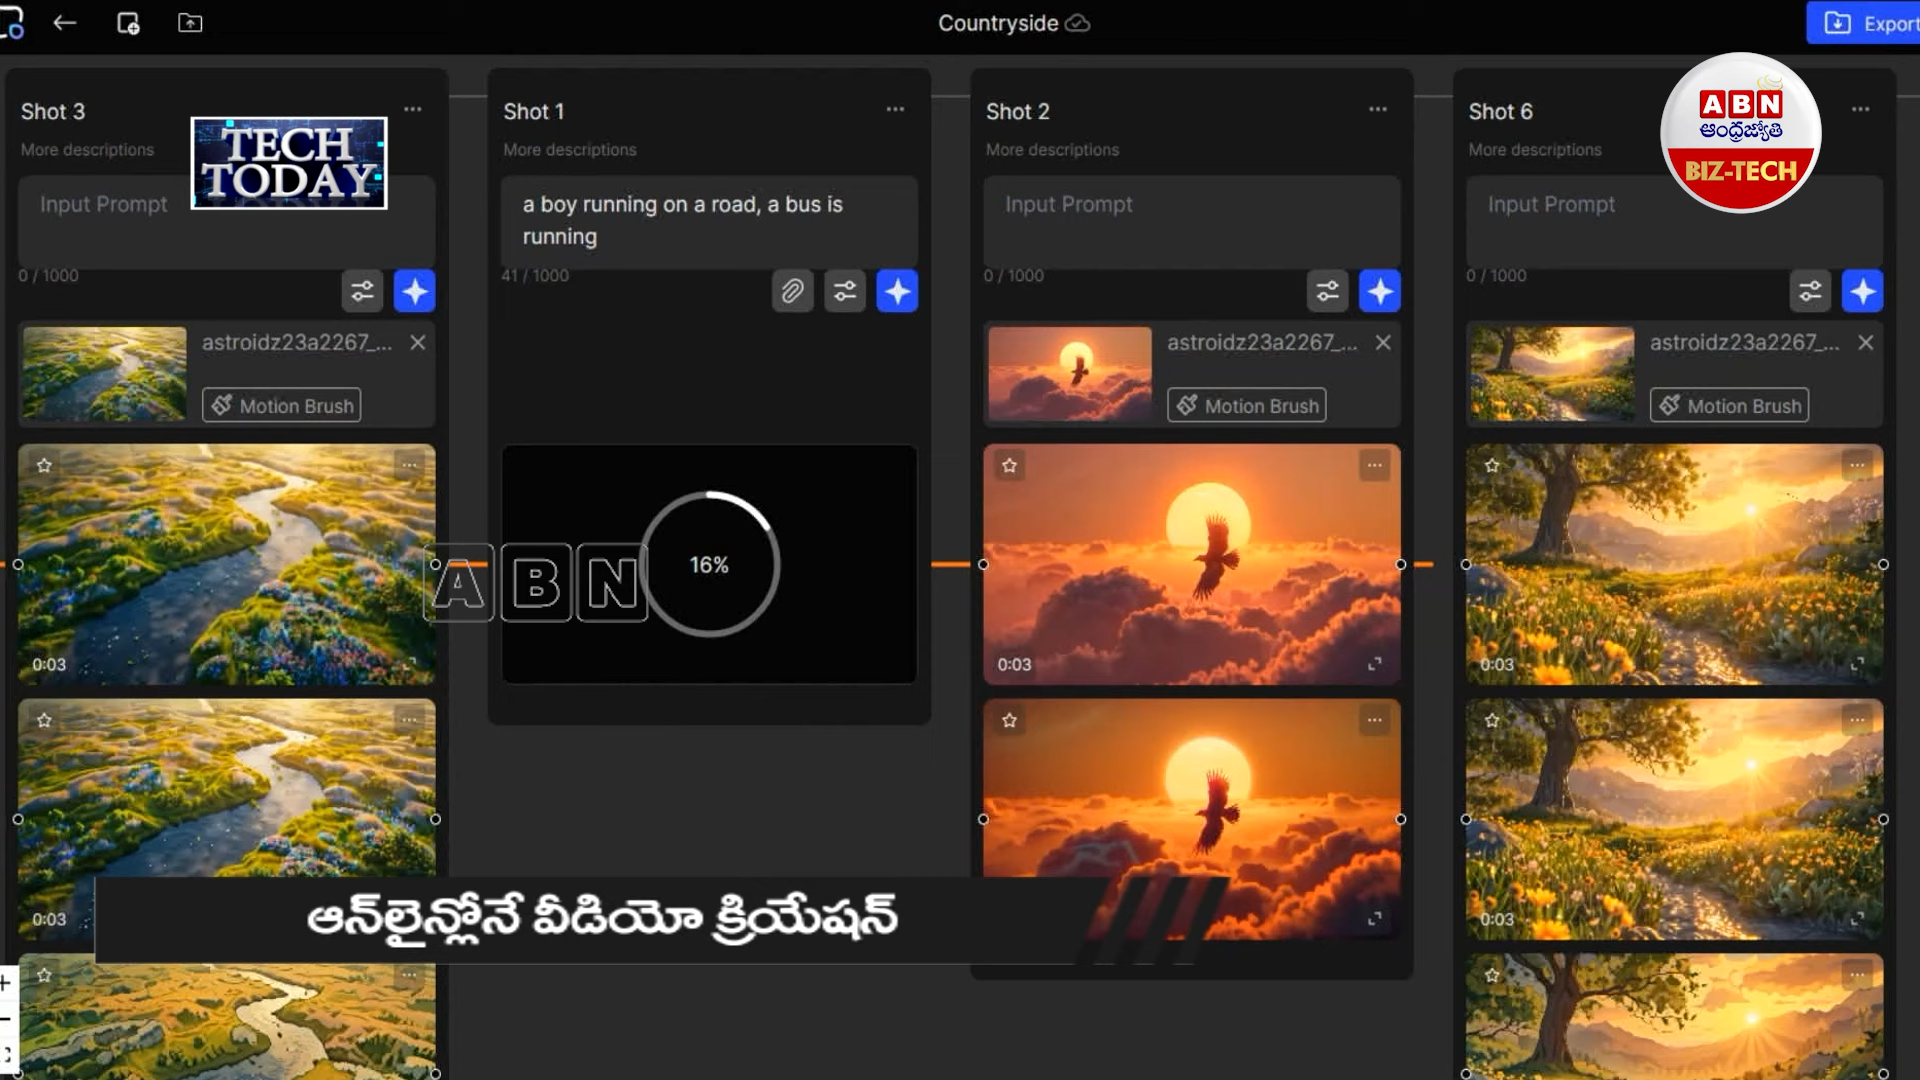 Countryside
Export
Shot 3
More descriptions
Input Prompt
0 / 1000
astroidz23a2267_...
Motion Brush
0:03
0:03
TECH
TODAY
Shot 1
More descriptions
a boy running on a road, a bus is
running
41 / 1000
16%
ABN
Shot 2
More descriptions
Input Prompt
0 / 1000
astroidz23a2267_...
Motion Brush
0:03
Shot 6
More descriptions
Input Prompt
0 / 1000
astroidz23a2267_...
Motion Brush
0:03
0:03
ABN
ఆంధ్రజ్యోతి
BIZ-TECH
ఆన్‌లైన్లోనే వీడియో క్రియేషన్